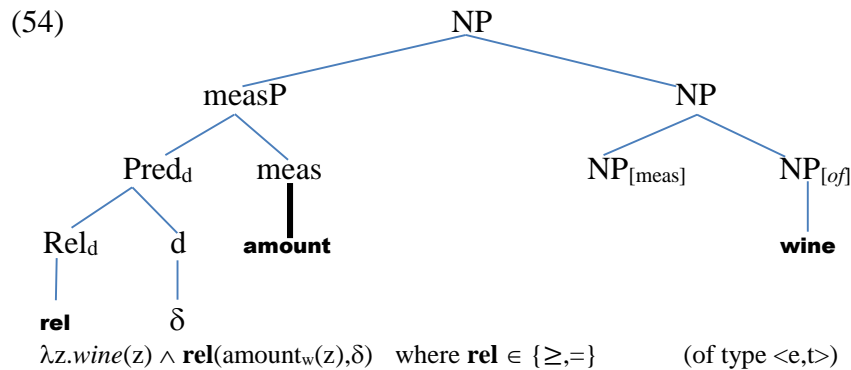 (54) NP
measP NP
Pred_d meas NP_[meas] NP_[of]
Rel_d d amount wine
rel δ
λz.wine(z) ∧ rel(amount_w(z),δ) where rel ∈ {≥,=} (of type <e,t>)